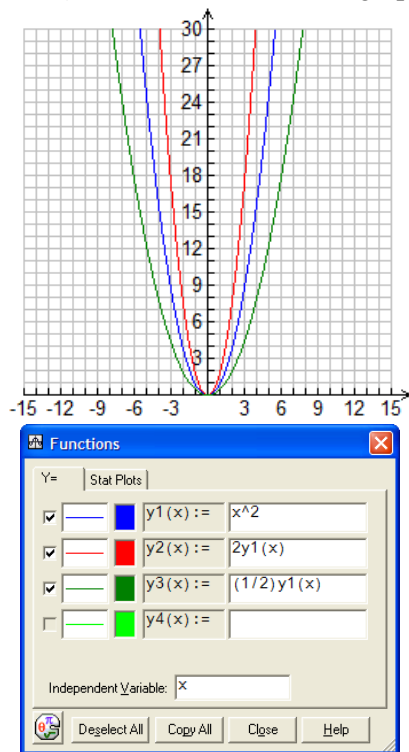 30
27
24
21
18
15
12
9
6
3
-15 -12 -9 -6 -3 3 6 9 12 15
Functions
Y= Stat Plots
y1(x):= x^2
y2(x):= 2y1(x)
y3(x):= (1/2)y1(x)
y4(x):=
Independent Variable: x
Deselect All Copy All Close Help